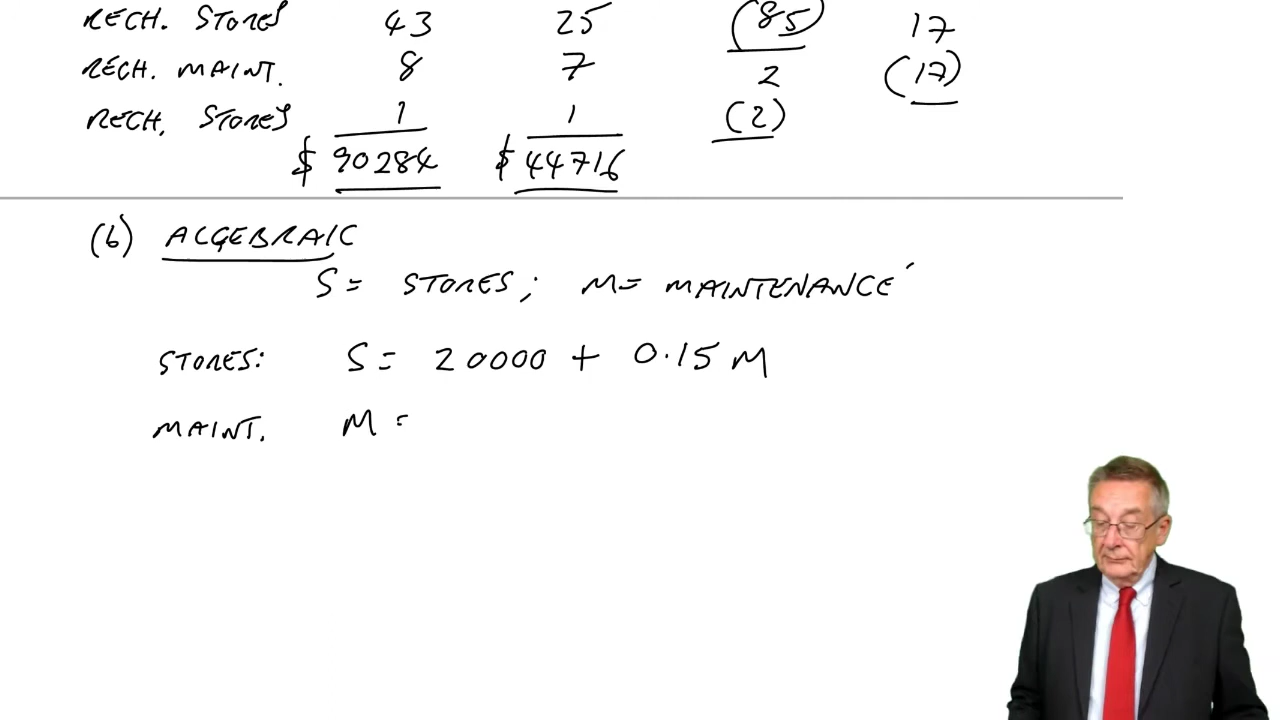 RECH. STORES 43 25 (85) 17
RECH. MAINT. 8 7 2 (17)
RECH. STORES 1 1 (2)
$ 90284 $ 44716
(b) ALGEBRAIC
S = STORES; M = MAINTENANCE
STORES: S = 20000 + 0.15 M
MAINT. M =